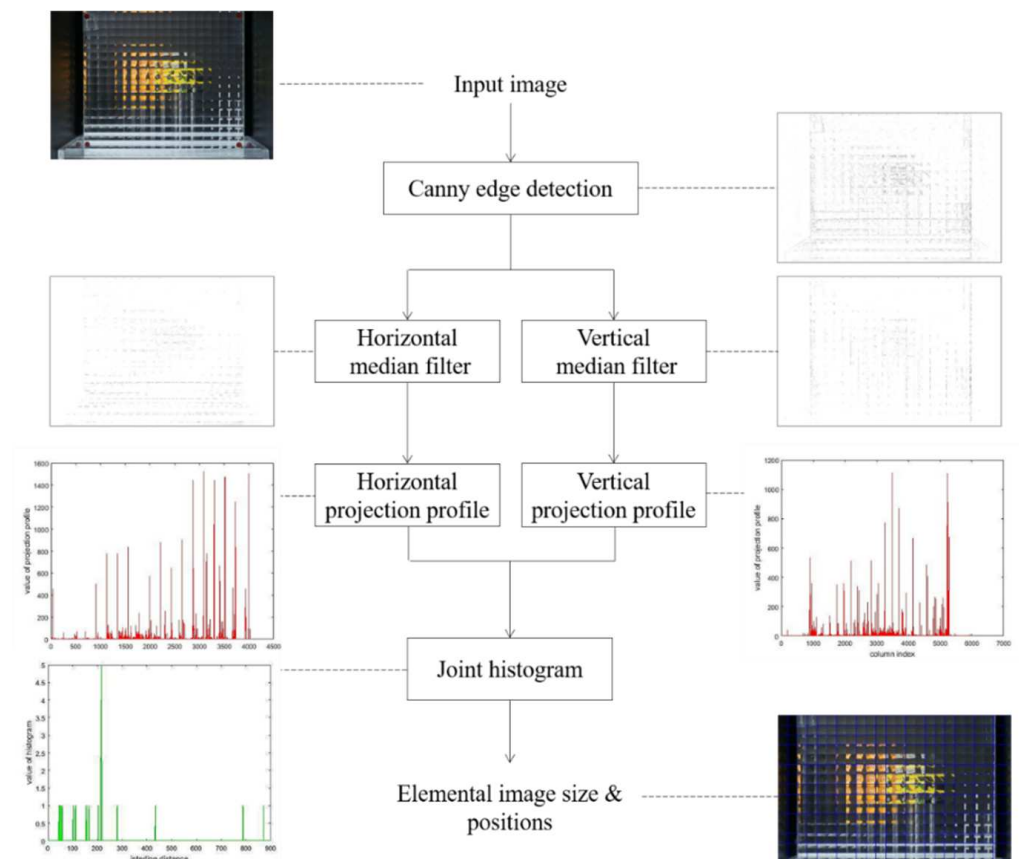 Input image
Canny edge detection
Horizontal
median filter
Vertical
median filter
Horizontal
projection profile
Vertical
projection profile
value of projection profile
1600
1400
1200
1000
800
600
400
200
0
0 500 1000 1500 2000 2500 3000 3500 4000 4500
value of projection profile
1200
1000
800
600
400
200
0
0 1000 2000 3000 4000 5000 6000 7000
column index
Joint histogram
value of histogram
5
4.5
4
3.5
3
2.5
2
1.5
1
0.5
0
0 100 200 300 400 500 600 700 800 900
distance
Elemental image size &
positions